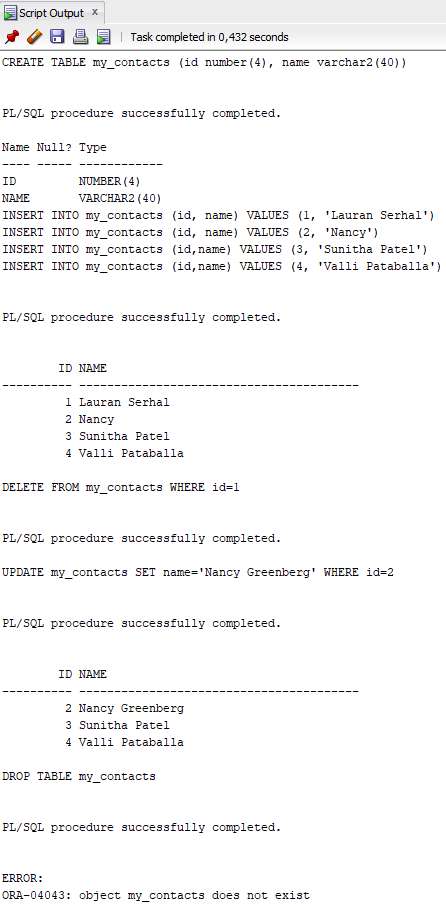 Script Output x
Task completed in 0,432 seconds
CREATE TABLE my_contacts (id number(4), name varchar2(40))
PL/SQL procedure successfully completed.
Name Null? Type
---- ----- ------------
ID         NUMBER(4)
NAME       VARCHAR2(40)
INSERT INTO my_contacts (id, name) VALUES (1, 'Lauran Serhal')
INSERT INTO my_contacts (id, name) VALUES (2, 'Nancy')
INSERT INTO my_contacts (id,name) VALUES (3, 'Sunitha Patel')
INSERT INTO my_contacts (id,name) VALUES (4, 'Valli Pataballa')
PL/SQL procedure successfully completed.
        ID NAME
---------- ----------------------------------------
         1 Lauran Serhal
         2 Nancy
         3 Sunitha Patel
         4 Valli Pataballa
DELETE FROM my_contacts WHERE id=1
PL/SQL procedure successfully completed.
UPDATE my_contacts SET name='Nancy Greenberg' WHERE id=2
PL/SQL procedure successfully completed.
        ID NAME
---------- ----------------------------------------
         2 Nancy Greenberg
         3 Sunitha Patel
         4 Valli Pataballa
DROP TABLE my_contacts
PL/SQL procedure successfully completed.
ERROR:
ORA-04043: object my_contacts does not exist